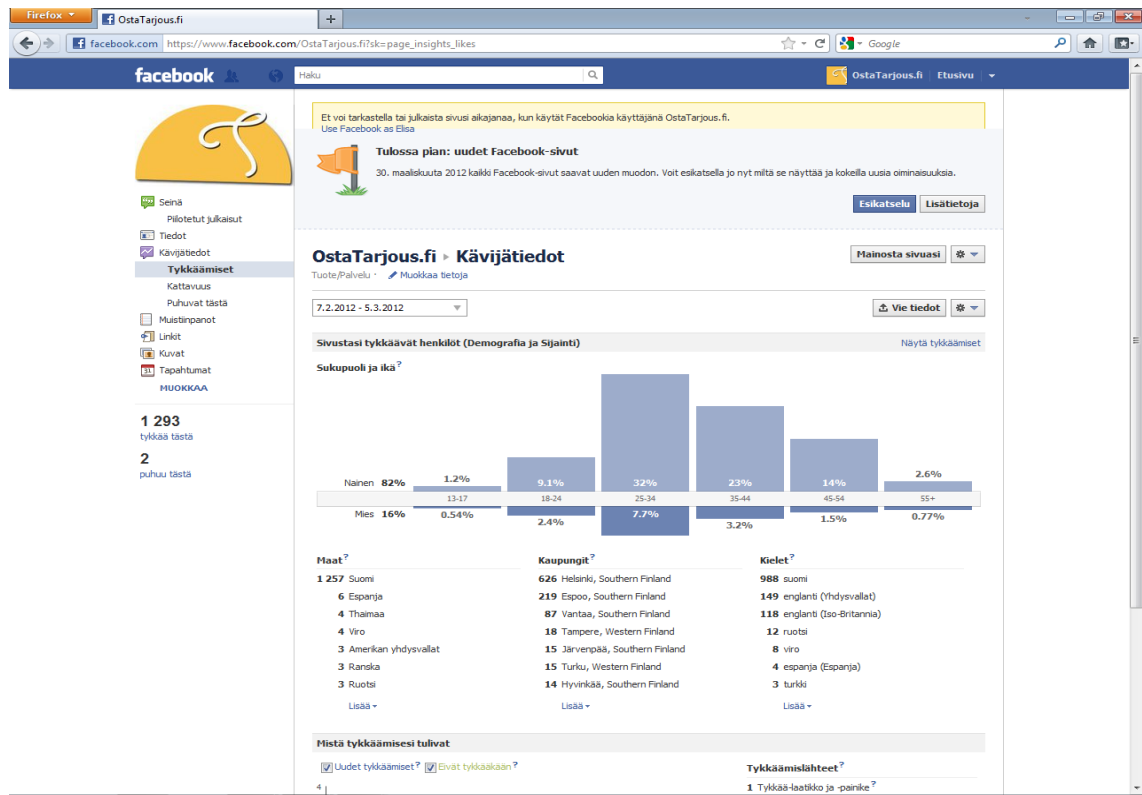 Firefox
OstaTarjous.fi
facebook.com https://www.facebook.com/OstaTarjous.fi?sk=page_insights_likes
Google
facebook
Haku
OstaTarjous.fi
Etusivu
Et voi tarkastella tai julkaista sivusi aikajanaa, kun käytät Facebookia käyttäjänä OstaTarjous.fi.
Use Facebook as Elisa
Tulossa pian: uudet Facebook-sivut
30. maaliskuuta 2012 kaikki Facebook-sivut saavat uuden muodon. Voit esikatsella jo nyt miltä se näyttää ja kokeilla uusia oiminaisuuksia.
Esikatselu
Lisätietoja
Seinä
Piilotetut julkaisut
Tiedot
Kävijätiedot
Tykkäämiset
Kattavuus
Puhuvat tästä
Muistiinpanot
Linkit
Kuvat
31 Tapahtumat
MUOKKAA
1 293
tykkää tästä
2
puhuu tästä
OstaTarjous.fi ▸ Kävijätiedot
Mainosta sivuasi
Tuote/Palvelu · Muokkaa tietoja
7.2.2012 - 5.3.2012
Vie tiedot
Sivustasi tykkäävät henkilöt (Demografia ja Sijainti)
Näytä tykkäämiset
Sukupuoli ja ikä ?
Nainen 82% 1.2% 9.1% 32% 23% 14% 2.6%
13-17 18-24 25-34 35-44 45-54 55+
Mies 16% 0.54% 2.4% 7.7% 3.2% 1.5% 0.77%
Maat ?
1 257 Suomi
6 Espanja
4 Thaimaa
4 Viro
3 Amerikan yhdysvallat
3 Ranska
3 Ruotsi
Lisää
Kaupungit ?
626 Helsinki, Southern Finland
219 Espoo, Southern Finland
87 Vantaa, Southern Finland
18 Tampere, Western Finland
15 Järvenpää, Southern Finland
15 Turku, Western Finland
14 Hyvinkää, Southern Finland
Lisää
Kielet ?
988 suomi
149 englanti (Yhdysvallat)
118 englanti (Iso-Britannia)
12 ruotsi
8 viro
4 espanja (Espanja)
3 turkki
Lisää
Mistä tykkäämisesi tulivat
Uudet tykkäämiset ? Eivät tykkääkään ?
4
Tykkäämislähteet ?
1 Tykkää-laatikko ja -painike ?